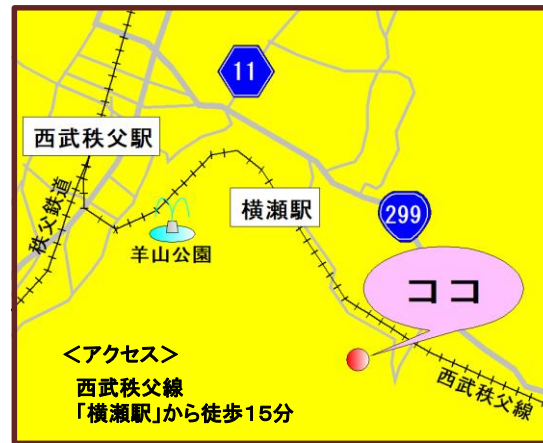 11
西武秩父駅
秩父鉄道
羊山公園
横瀬駅
299
ココ
西武秩父線
＜アクセス＞
西武秩父線
「横瀬駅」から徒歩15分